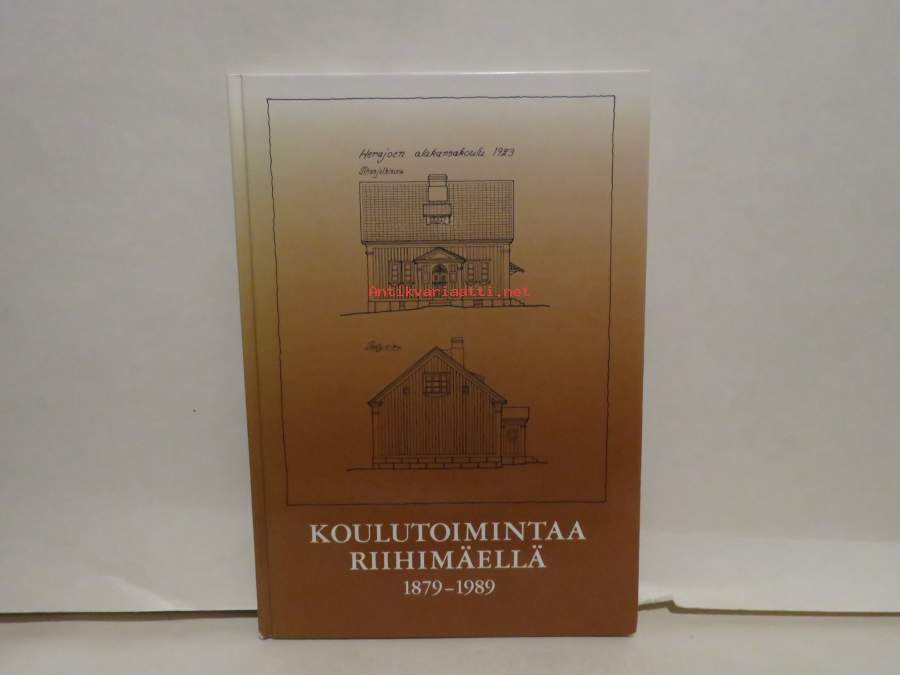 Herajoen alakansakoulu 1923
Antikvariaatti.net
KOULUTOIMINTAA
RIIHIMÄELLÄ
1879–1989